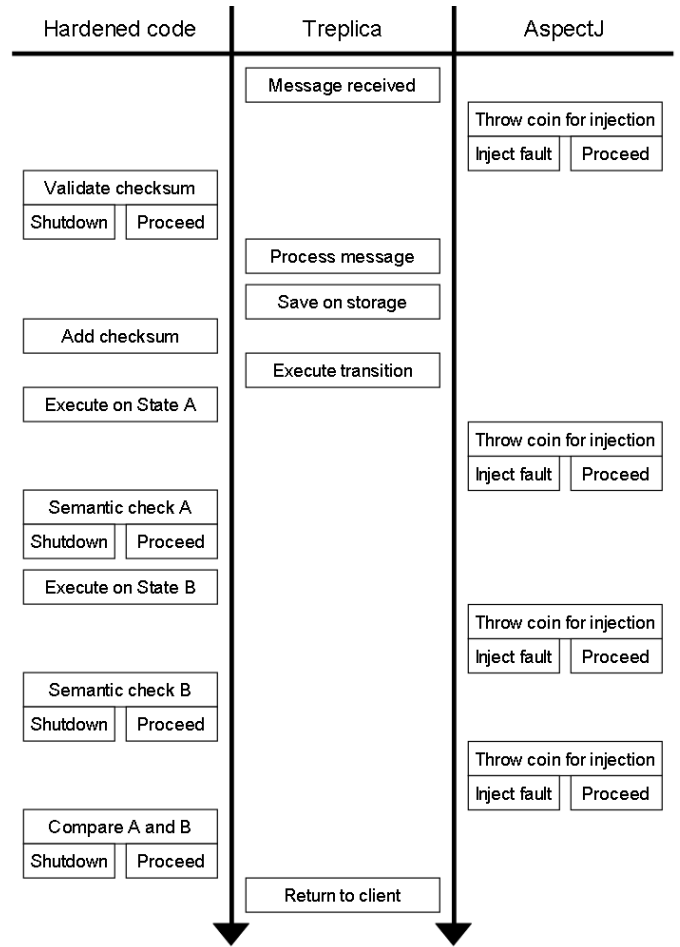 Hardened code
Treplica
AspectJ
Message received
Throw coin for injection
Inject fault
Proceed
Validate checksum
Shutdown
Proceed
Process message
Save on storage
Add checksum
Execute transition
Execute on State A
Throw coin for injection
Inject fault
Proceed
Semantic check A
Shutdown
Proceed
Execute on State B
Throw coin for injection
Inject fault
Proceed
Semantic check B
Shutdown
Proceed
Throw coin for injection
Inject fault
Proceed
Compare A and B
Shutdown
Proceed
Return to client